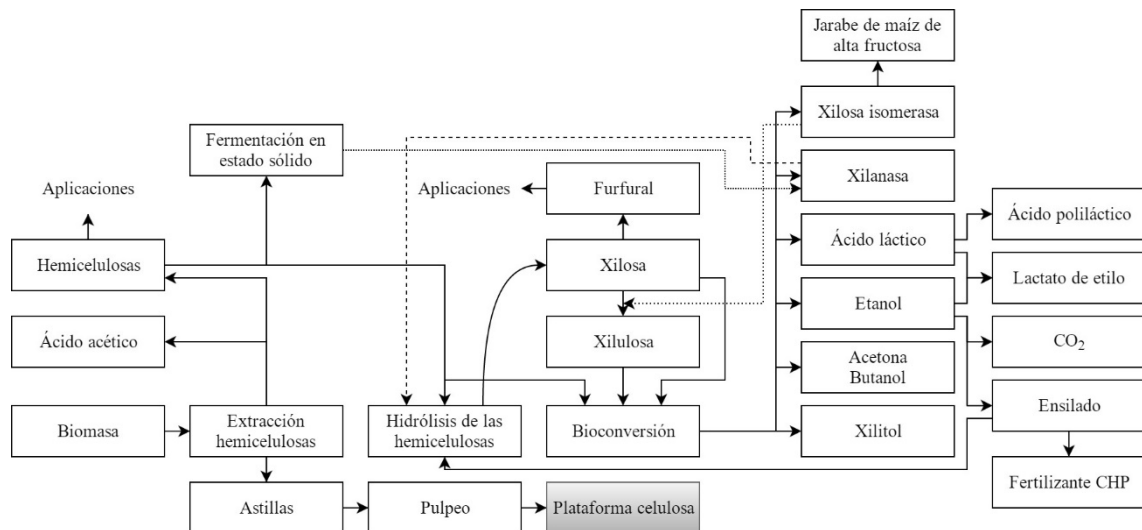 Jarabe de maíz de
alta fructosa
Xilosa isomerasa
Fermentación en
estado sólido
Xilanasa
Aplicaciones
Aplicaciones
Furfural
Ácido poliláctico
Ácido láctico
Hemicelulosas
Xilosa
Lactato de etilo
Etanol
Ácido acético
Xilulosa
CO₂
Acetona
Butanol
Ensilado
Biomasa
Extracción
hemicelulosas
Hidrólisis de las
hemicelulosas
Bioconversión
Xilitol
Fertilizante CHP
Astillas
Pulpeo
Plataforma celulosa